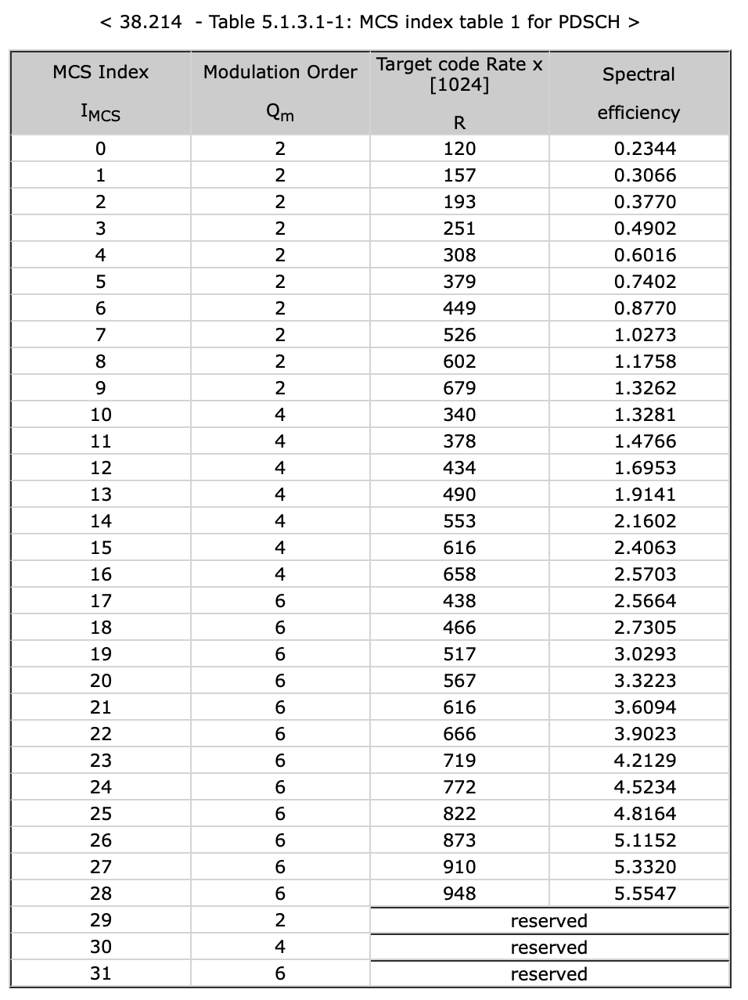 < 38.214  - Table 5.1.3.1-1: MCS index table 1 for PDSCH >
MCS Index
I_MCS
Modulation Order
Q_m
Target code Rate x
[1024]
R
Spectral
efficiency
0 2 120 0.2344
1 2 157 0.3066
2 2 193 0.3770
3 2 251 0.4902
4 2 308 0.6016
5 2 379 0.7402
6 2 449 0.8770
7 2 526 1.0273
8 2 602 1.1758
9 2 679 1.3262
10 4 340 1.3281
11 4 378 1.4766
12 4 434 1.6953
13 4 490 1.9141
14 4 553 2.1602
15 4 616 2.4063
16 4 658 2.5703
17 6 438 2.5664
18 6 466 2.7305
19 6 517 3.0293
20 6 567 3.3223
21 6 616 3.6094
22 6 666 3.9023
23 6 719 4.2129
24 6 772 4.5234
25 6 822 4.8164
26 6 873 5.1152
27 6 910 5.3320
28 6 948 5.5547
29 2 reserved
30 4 reserved
31 6 reserved